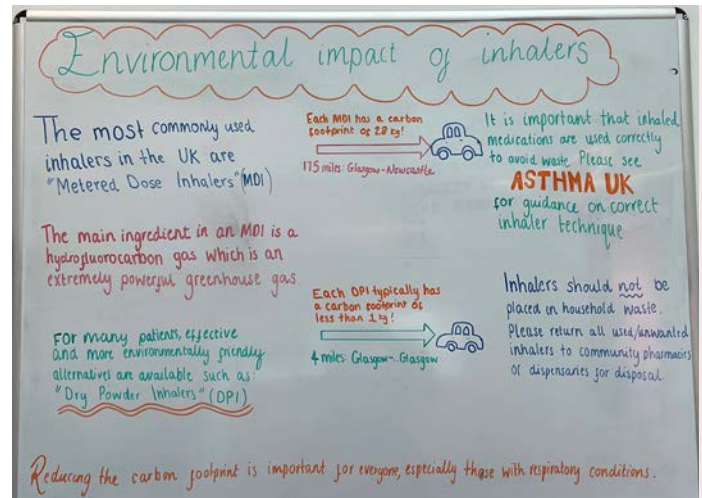 Environmental impact of inhalers
The most commonly used
inhalers in the UK are
"Metered Dose Inhalers" (MDI)
The main ingredient in an MDI is a
hydrofluorocarbon gas which is an
extremely powerful greenhouse gas.
For many patients, effective
and more environmentally friendly
alternatives are available such as:
"Dry Powder Inhalers" (DPI)
Each MDI has a carbon
footprint of 28 kg!
175 miles: Glasgow-Newcastle
Each DPI typically has
a carbon footprint of
less than 1 kg!
4 miles: Glasgow-Glasgow
It is important that inhaled
medications are used correctly
to avoid waste. Please see
ASTHMA UK
for guidance on correct
inhaler technique
Inhalers should not be
placed in household waste.
Please return all used/unwanted
inhalers to community pharmacies
or dispensaries for disposal.
Reducing the carbon footprint is important for everyone, especially those with respiratory conditions.